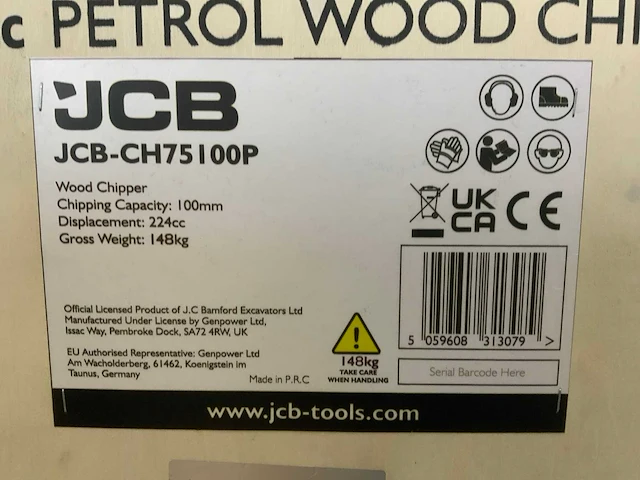 c PETROL WOOD CHI
JCB
JCB-CH75100P
Wood Chipper
Chipping Capacity: 100mm
Displacement: 224cc
Gross Weight: 148kg
UK
CA
CE
Official Licensed Product of J.C Bamford Excavators Ltd
Manufactured Under License by Genpower Ltd,
Issac Way, Pembroke Dock, SA72 4RW, UK
EU Authorised Representative: Genpower Ltd
Am Wacholderberg, 61462, Koenigstein im
Taunus, Germany
Made in P.R.C
148kg
TAKE CARE
WHEN HANDLING
5 059608 313079 >
Serial Barcode Here
www.jcb-tools.com